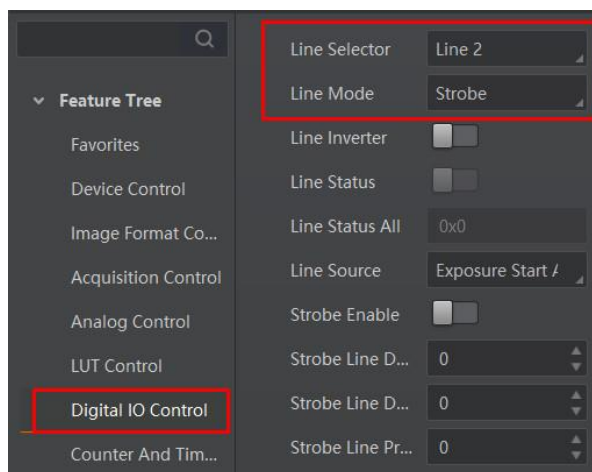 Feature Tree
Favorites
Device Control
Image Format Co...
Acquisition Control
Analog Control
LUT Control
Digital IO Control
Counter And Tim...
Line Selector Line 2
Line Mode Strobe
Line Inverter
Line Status
Line Status All 0x0
Line Source Exposure Start A
Strobe Enable
Strobe Line D... 0
Strobe Line D... 0
Strobe Line Pr... 0